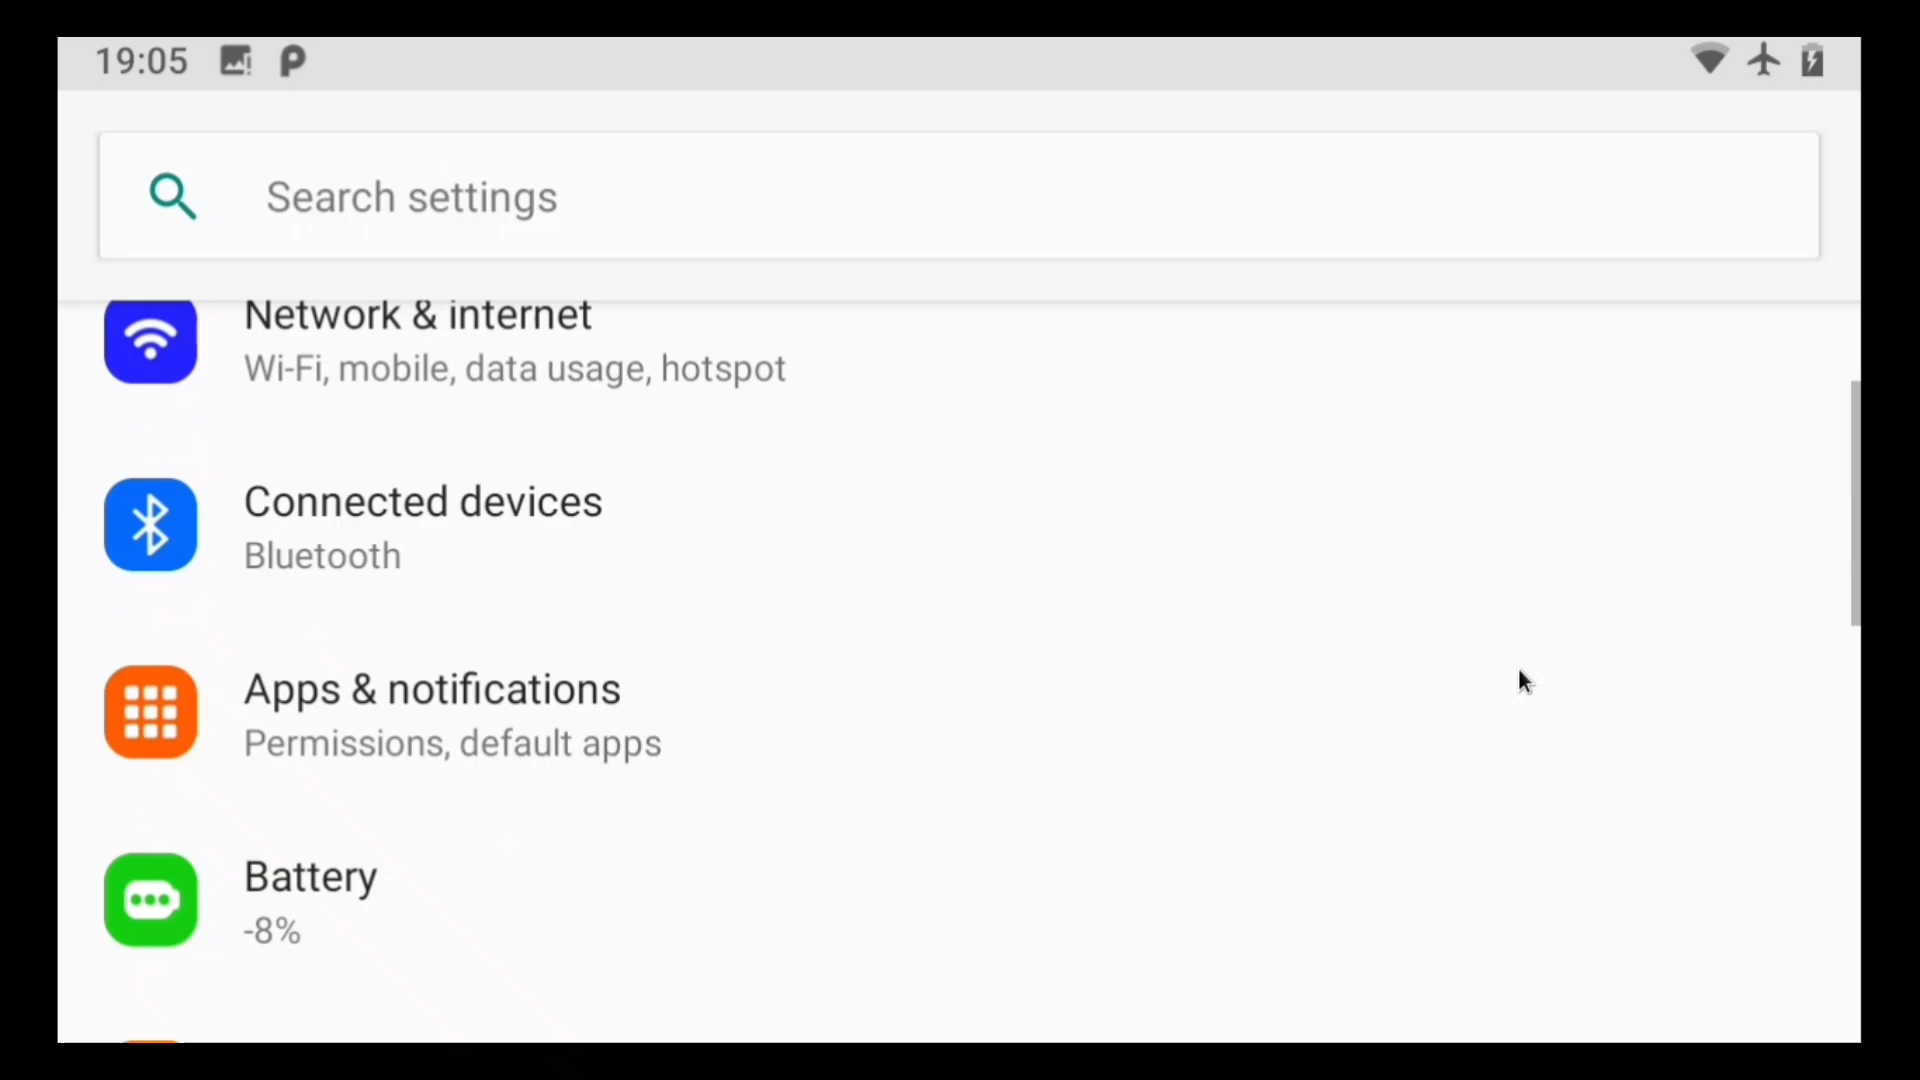 19:05
Search settings
Network & internet
Wi-Fi, mobile, data usage, hotspot
Connected devices
Bluetooth
Apps & notifications
Permissions, default apps
Battery
-8%